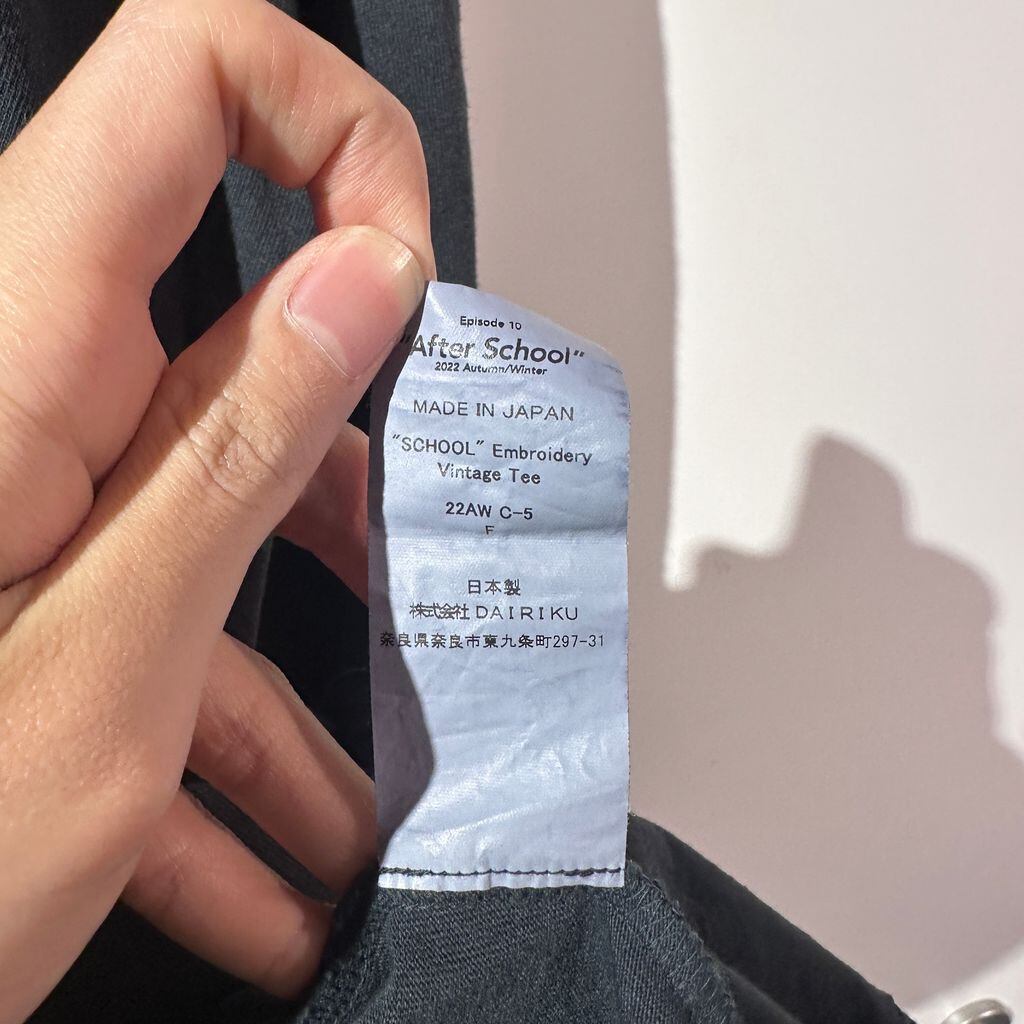 Episode 10
"After School"
2022 Autumn/Winter
MADE IN JAPAN
"SCHOOL" Embroidery
Vintage Tee
22AW C-5
F
日本製
株式会社 DAIRIKU
奈良県奈良市東九条町297-31